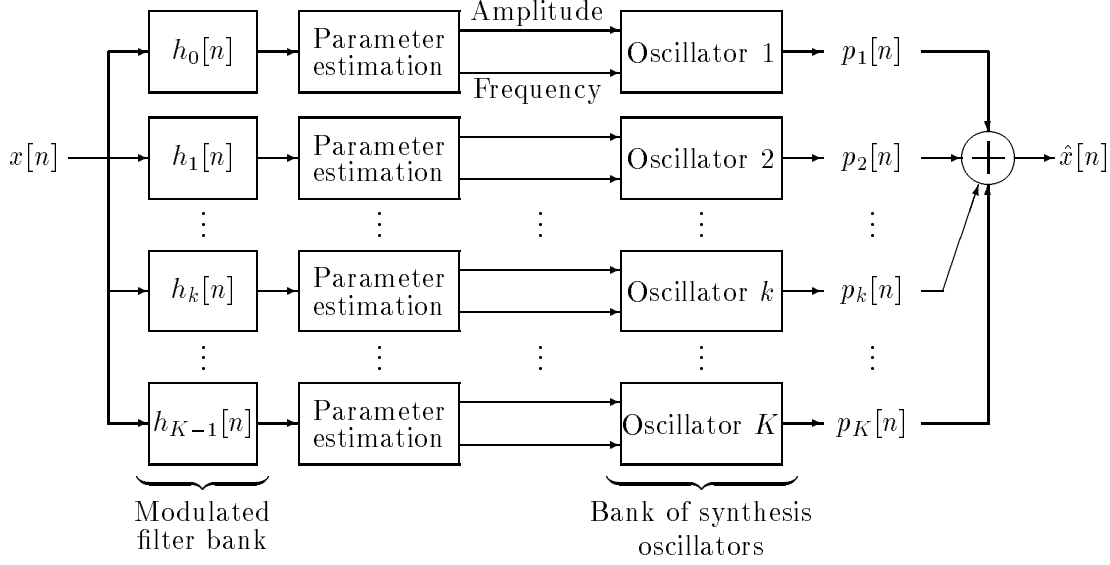 Amplitude
h_0[n] Parameter estimation Oscillator 1 p_1[n]
Frequency
x[n] h_1[n] Parameter estimation Oscillator 2 p_2[n] + x̂[n]
⋮ ⋮ ⋮ ⋮ ⋮
h_k[n] Parameter estimation Oscillator k p_k[n]
⋮ ⋮ ⋮ ⋮ ⋮
h_{K−1}[n] Parameter estimation Oscillator K p_K[n]
Modulated
filter bank
Bank of synthesis
oscillators